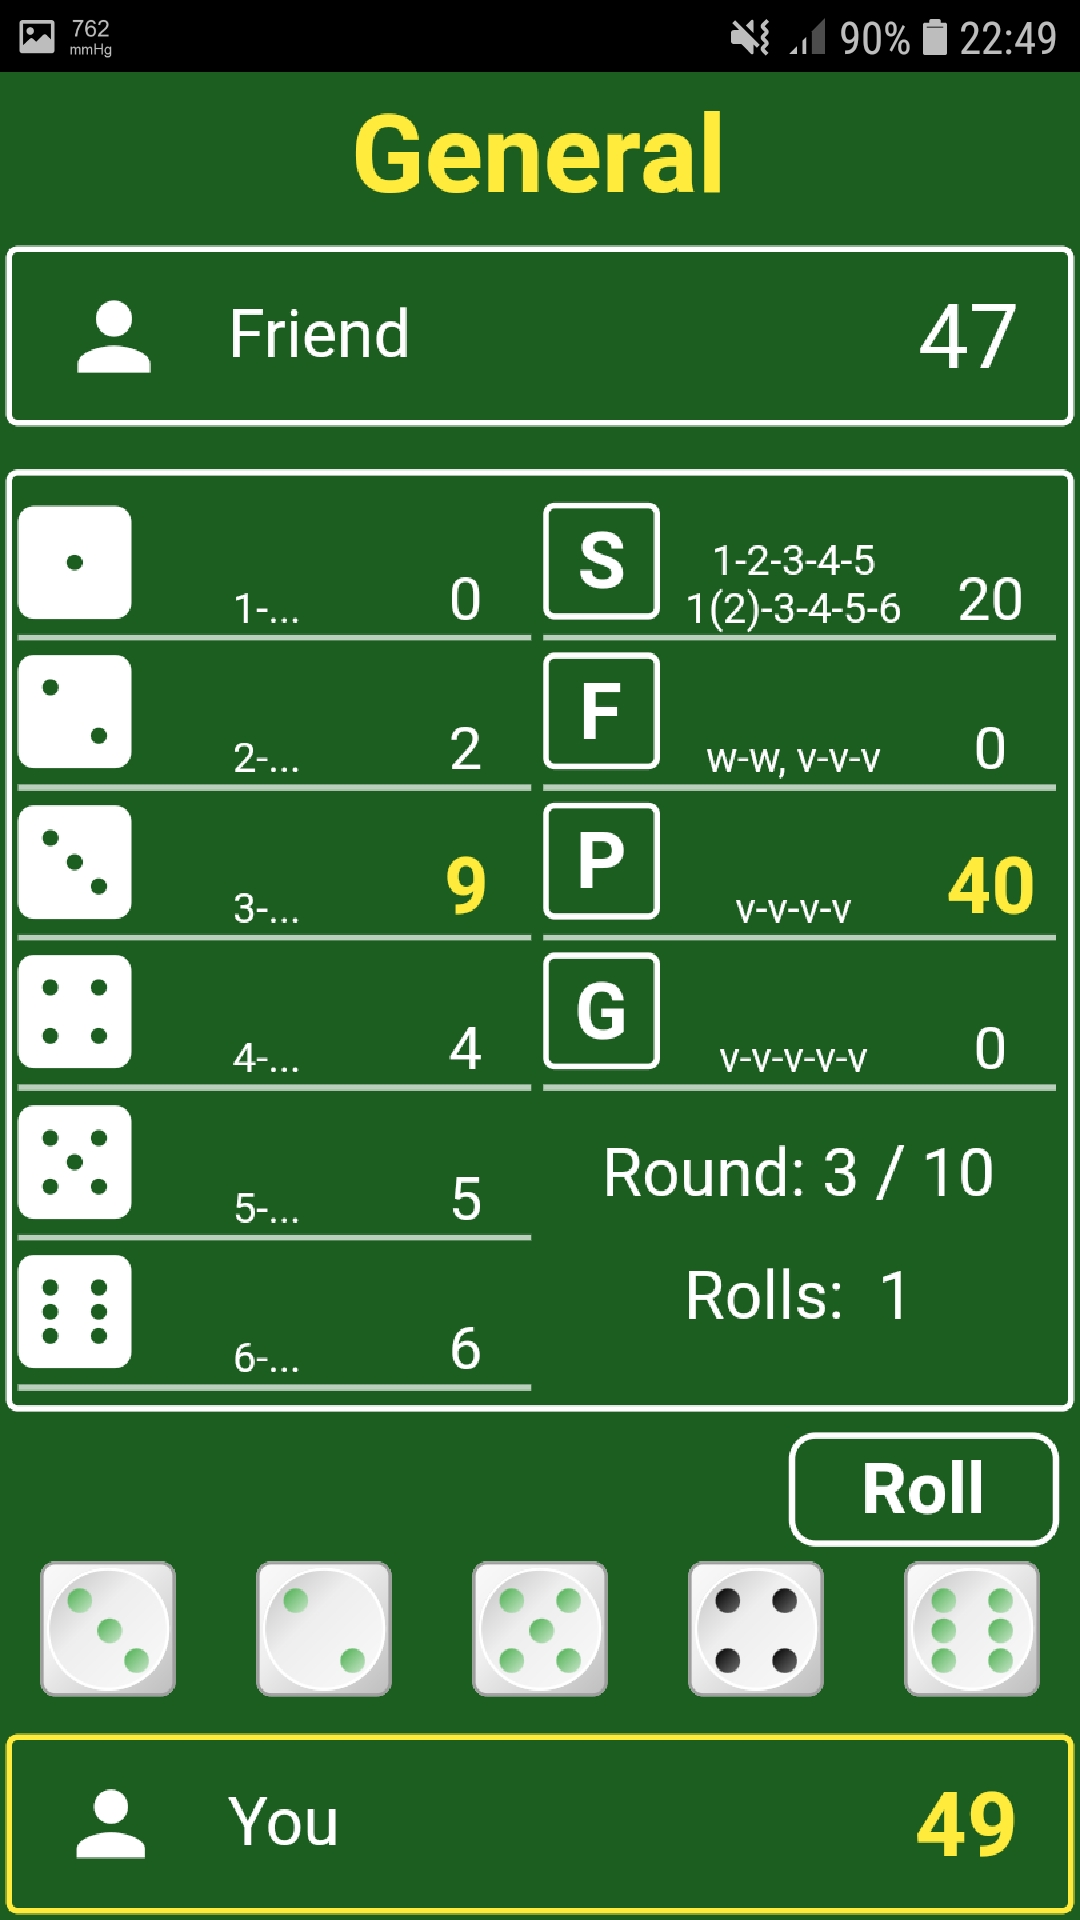 762
mmHg
90% 22:49
General
Friend 47
1-... 0
S 1-2-3-4-5
1(2)-3-4-5-6 20
2-... 2
F w-w, v-v-v 0
3-... 9
P v-v-v-v 40
4-... 4
G v-v-v-v-v 0
5-... 5
Round: 3 / 10
6-... 6
Rolls: 1
Roll
You 49